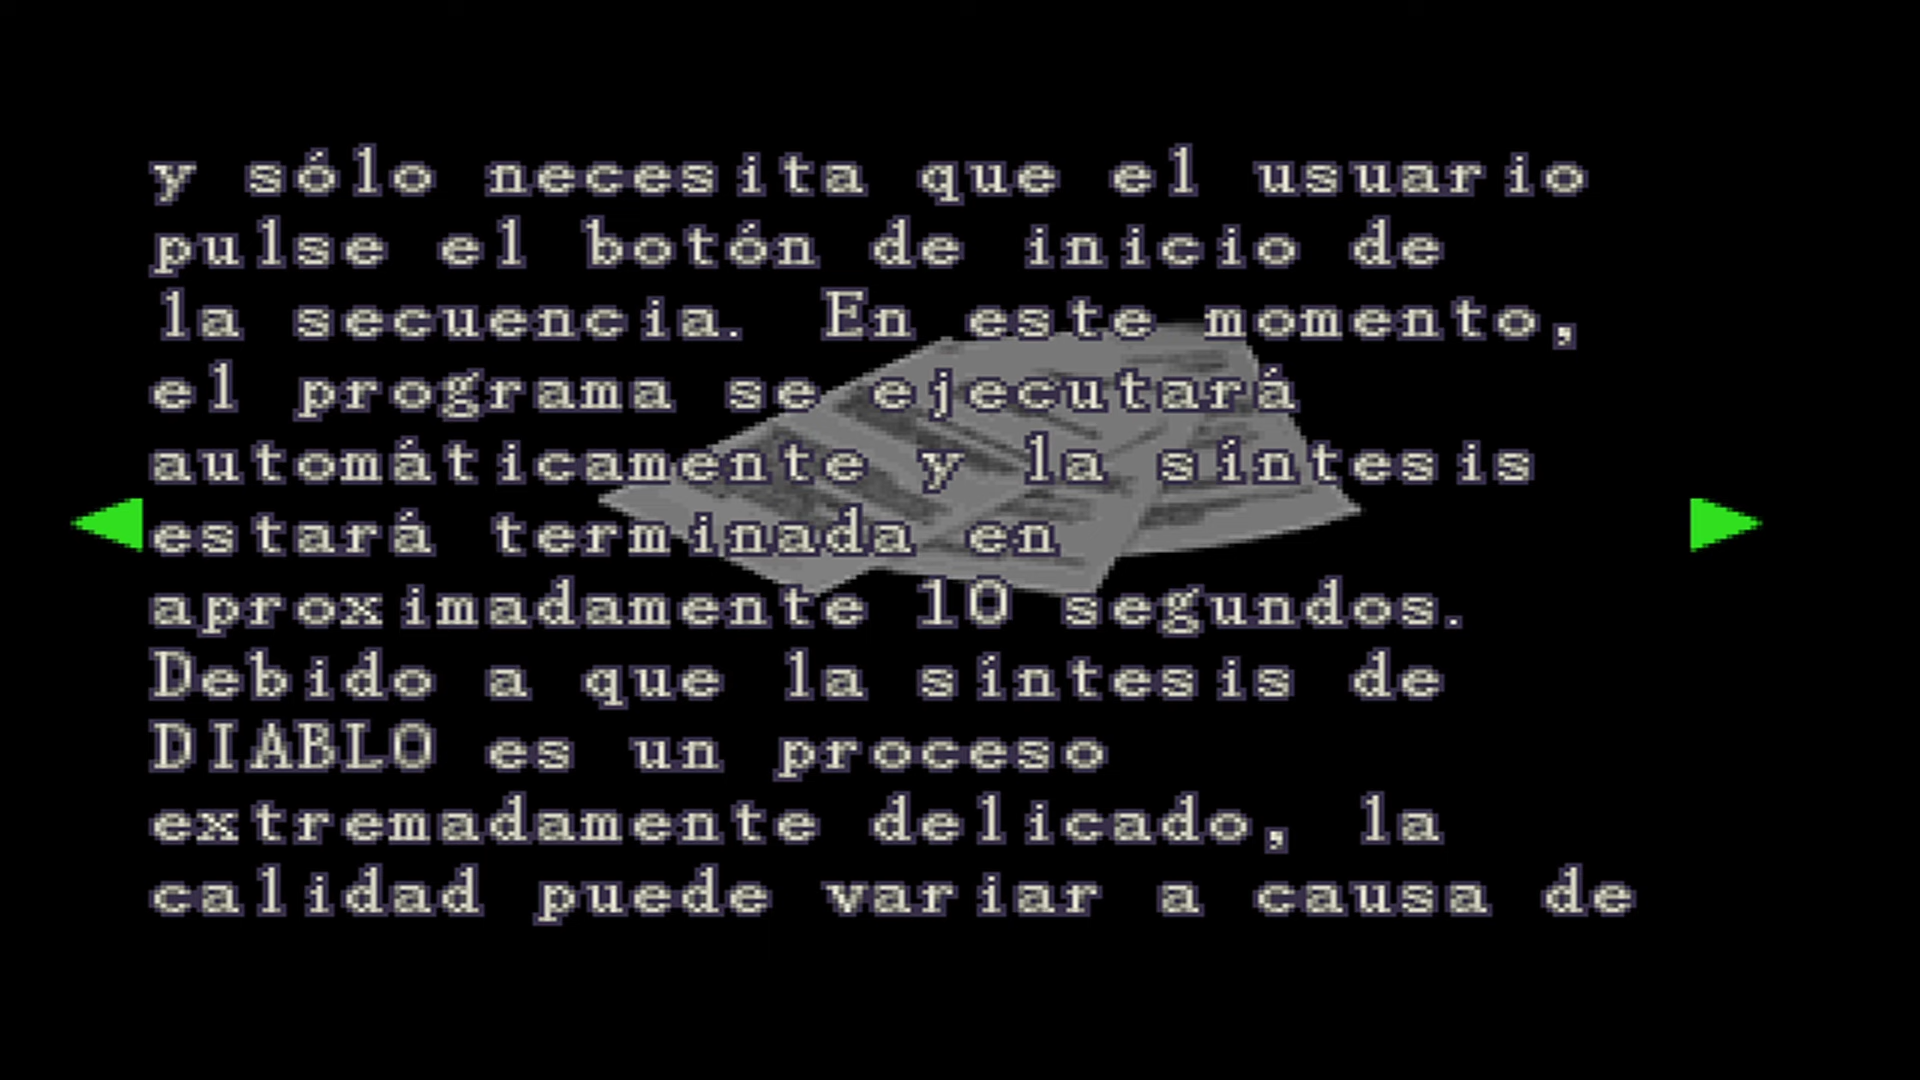 y sólo necesita que el usuario
pulse el botón de inicio de
la secuencia. En este momento,
el programa se ejecutará
automáticamente y la síntesis
estará terminada en
aproximadamente 10 segundos.
Debido a que la síntesis de
DIABLO es un proceso
extremadamente delicado, la
calidad puede variar a causa de